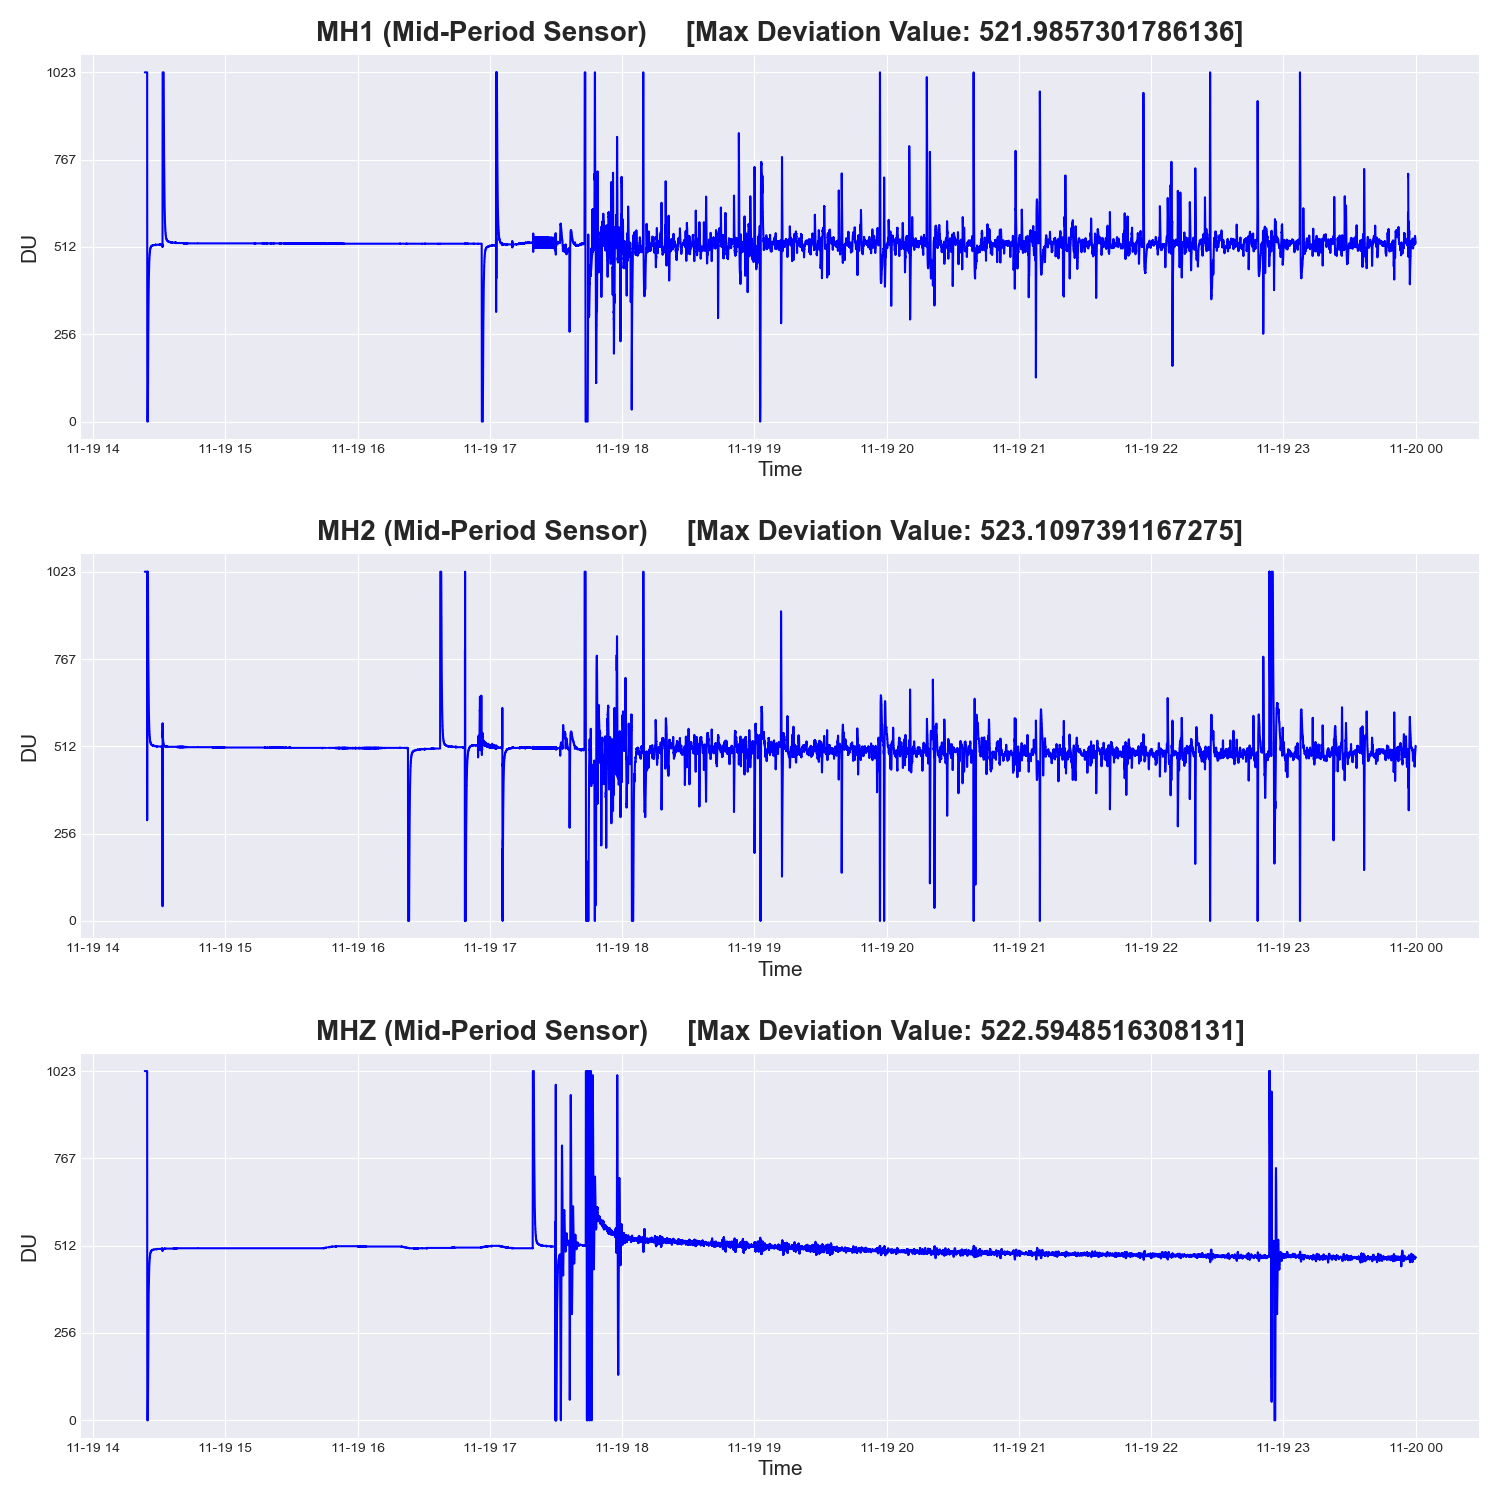 MH1 (Mid-Period Sensor) [Max Deviation Value: 521.9857301786136]
1023
767
512
256
0
DU
11-19 14 11-19 15 11-19 16 11-19 17 11-19 18 11-19 19 11-19 20 11-19 21 11-19 22 11-19 23 11-20 00
Time
MH2 (Mid-Period Sensor) [Max Deviation Value: 523.1097391167275]
1023
767
512
256
0
DU
11-19 14 11-19 15 11-19 16 11-19 17 11-19 18 11-19 19 11-19 20 11-19 21 11-19 22 11-19 23 11-20 00
Time
MHZ (Mid-Period Sensor) [Max Deviation Value: 522.5948516308131]
1023
767
512
256
0
DU
11-19 14 11-19 15 11-19 16 11-19 17 11-19 18 11-19 19 11-19 20 11-19 21 11-19 22 11-19 23 11-20 00
Time